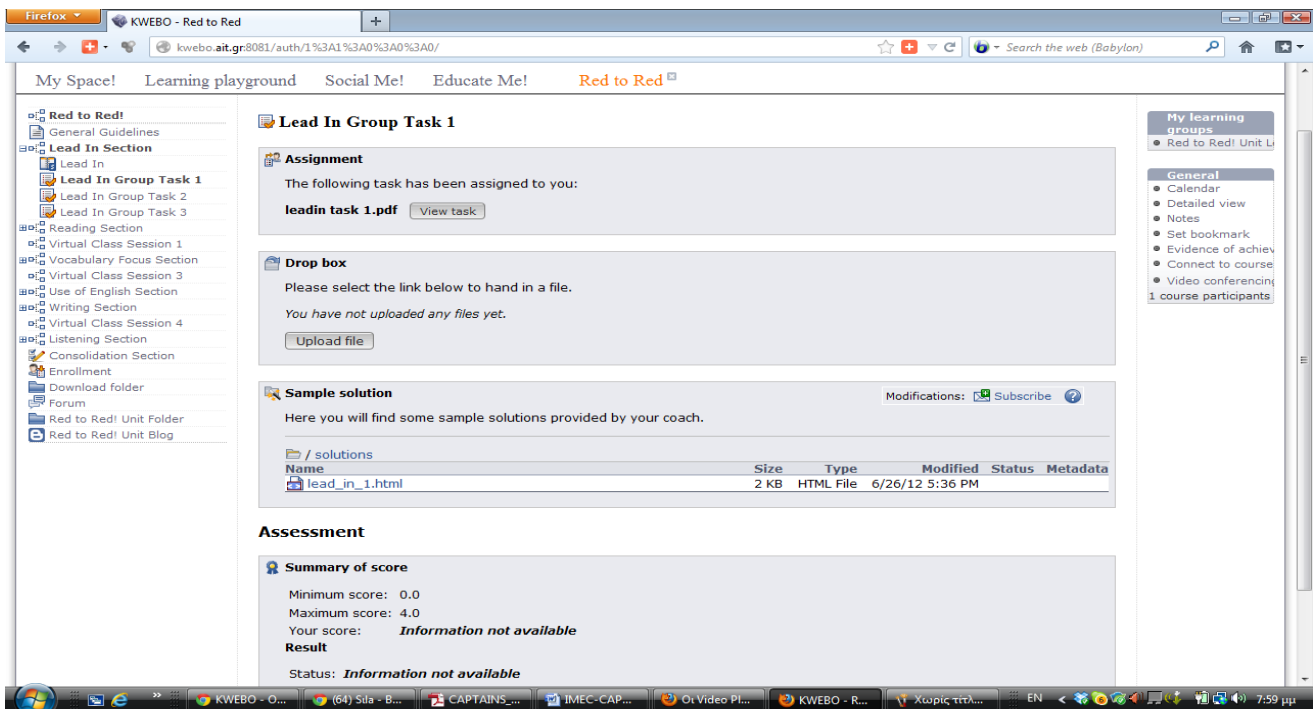 Firefox
KWEBO - Red to Red
+
kwebo.ait.gr:8081/auth/1%3A1%3A0%3A0%3A0/
Search the web (Babylon)
My Space! Learning playground Social Me! Educate Me! Red to Red
Red to Red!
General Guidelines
Lead In Section
Lead In
Lead In Group Task 1
Lead In Group Task 2
Lead In Group Task 3
Reading Section
Virtual Class Session 1
Vocabulary Focus Section
Virtual Class Session 3
Use of English Section
Writing Section
Virtual Class Session 4
Listening Section
Consolidation Section
Enrollment
Download folder
Forum
Red to Red! Unit Folder
Red to Red! Unit Blog
Lead In Group Task 1
Assignment
The following task has been assigned to you:
leadin task 1.pdf View task
Drop box
Please select the link below to hand in a file.
You have not uploaded any files yet.
Upload file
Sample solution
Modifications: Subscribe ?
Here you will find some sample solutions provided by your coach.
/ solutions
Name Size Type Modified Status Metadata
lead_in_1.html 2 KB HTML File 6/26/12 5:36 PM
Assessment
Summary of score
Minimum score: 0.0
Maximum score: 4.0
Your score: Information not available
Result
Status: Information not available
My learning
groups
Red to Red! Unit L
General
Calendar
Detailed view
Notes
Set bookmark
Evidence of achiev
Connect to course
Video conferencing
1 course participants
KWEBO - O... (64) Sıla - B... CAPTAINS_... IMEC-CAP... Οι Video Pl... KWEBO - R... Χωρίς τίτλ... EN 7:59 μμ